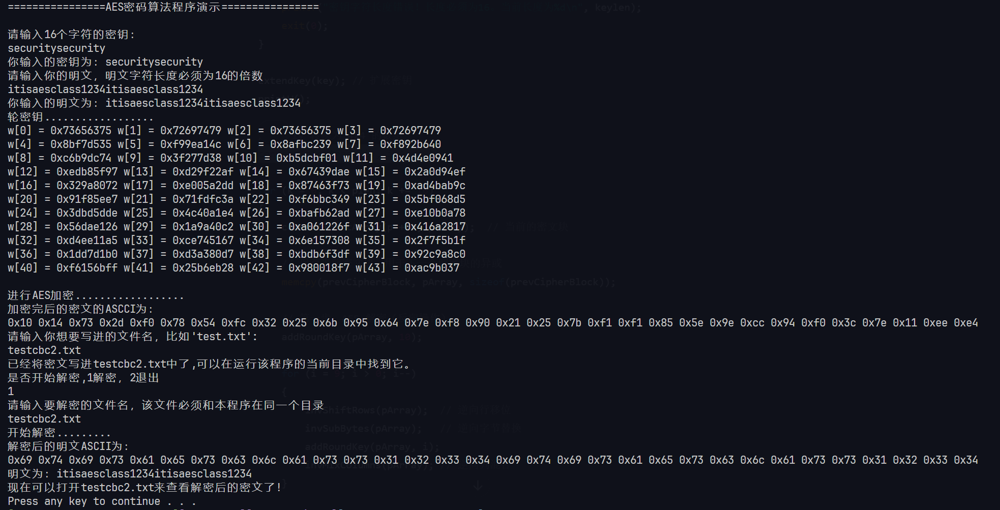 ================AES密码算法程序演示================
请输入16个字符的密钥：
securitysecurity
你输入的密钥为：securitysecurity
请输入你的明文，明文字符长度必须为16的倍数
itisaesclass1234itisaesclass1234
你输入的明文为：itisaesclass1234itisaesclass1234
轮密钥..................
w[0] = 0x73656375 w[1] = 0x72697479 w[2] = 0x73656375 w[3] = 0x72697479
w[4] = 0x8bf7d535 w[5] = 0xf99ea14c w[6] = 0x8afbc239 w[7] = 0xf892b640
w[8] = 0xc6b9dc74 w[9] = 0x3f277d38 w[10] = 0xb5dcbf01 w[11] = 0x4d4e0941
w[12] = 0xedb85f97 w[13] = 0xd29f22af w[14] = 0x67439dae w[15] = 0x2a0d94ef
w[16] = 0x329a8072 w[17] = 0xe005a2dd w[18] = 0x87463f73 w[19] = 0xad4bab9c
w[20] = 0x91f85ee7 w[21] = 0x71fdfc3a w[22] = 0xf6bbc349 w[23] = 0x5bf068d5
w[24] = 0x3dbd5dde w[25] = 0x4c40a1e4 w[26] = 0xbafb62ad w[27] = 0xe10b0a78
w[28] = 0x56dae126 w[29] = 0x1a9a40c2 w[30] = 0xa061226f w[31] = 0x416a2817
w[32] = 0xd4ee11a5 w[33] = 0xce745167 w[34] = 0x6e157308 w[35] = 0x2f7f5b1f
w[36] = 0x1dd7d1b0 w[37] = 0xd3a380d7 w[38] = 0xbdb6f3df w[39] = 0x92c9a8c0
w[40] = 0xf6156bff w[41] = 0x25b6eb28 w[42] = 0x980018f7 w[43] = 0xac9b037
进行AES加密..................
加密完后的密文的ASCCI为：
0x10 0x14 0x73 0x2d 0xf0 0x78 0x54 0xfc 0x32 0x25 0x6b 0x95 0x64 0x7e 0xf8 0x90 0x21 0x25 0x7b 0xf1 0xf1 0x85 0x5e 0x9e 0xcc 0x94 0xf0 0x3c 0x7e 0x11 0xee 0xe4
请输入你想要写进的文件名，比如'test.txt':
testcbc2.txt
已经将密文写进testcbc2.txt中了,可以在运行该程序的当前目录中找到它。
是否开始解密,1解密，2退出
1
请输入要解密的文件名，该文件必须和本程序在同一个目录
testcbc2.txt
开始解密.........
解密后的明文ASCII为：
0x69 0x74 0x69 0x73 0x61 0x65 0x73 0x63 0x6c 0x61 0x73 0x73 0x31 0x32 0x33 0x34 0x69 0x74 0x69 0x73 0x61 0x65 0x73 0x63 0x6c 0x61 0x73 0x73 0x31 0x32 0x33 0x34
明文为：itisaesclass1234itisaesclass1234
现在可以打开testcbc2.txt来查看解密后的密文了！
Press any key to continue . . .